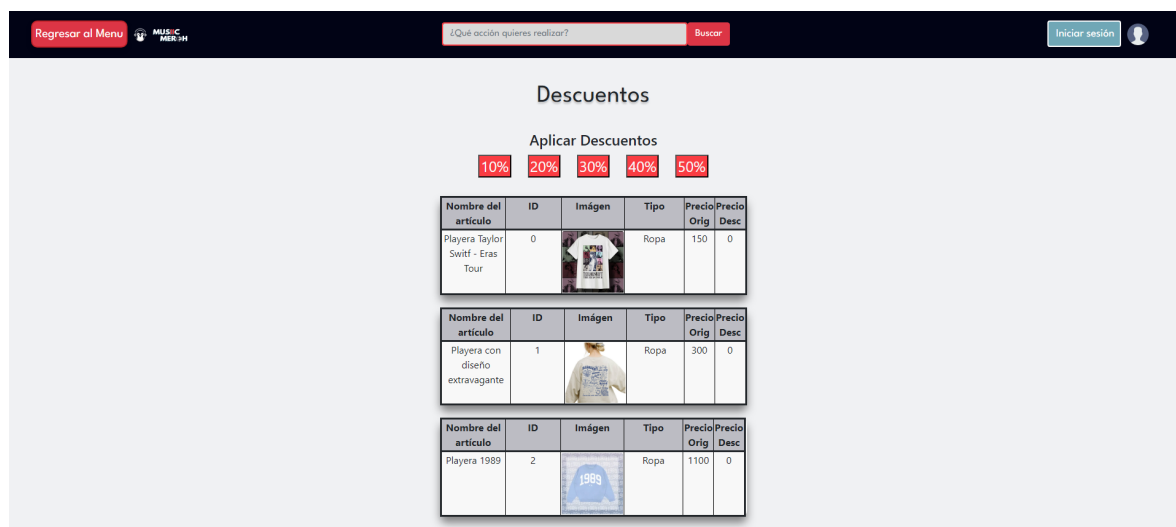 Regresar al Menu
MUSIC
MERCH
¿Qué acción quieres realizar?
Buscar
Iniciar sesión
Descuentos
Aplicar Descuentos
10% 20% 30% 40% 50%
Nombre del artículo ID Imágen Tipo Precio Orig Precio Desc
Playera Taylor Switf - Eras Tour 0 Ropa 150 0
Nombre del artículo ID Imágen Tipo Precio Orig Precio Desc
Playera con diseño extravagante 1 Ropa 300 0
Nombre del artículo ID Imágen Tipo Precio Orig Precio Desc
Playera 1989 2 1989 Ropa 1100 0